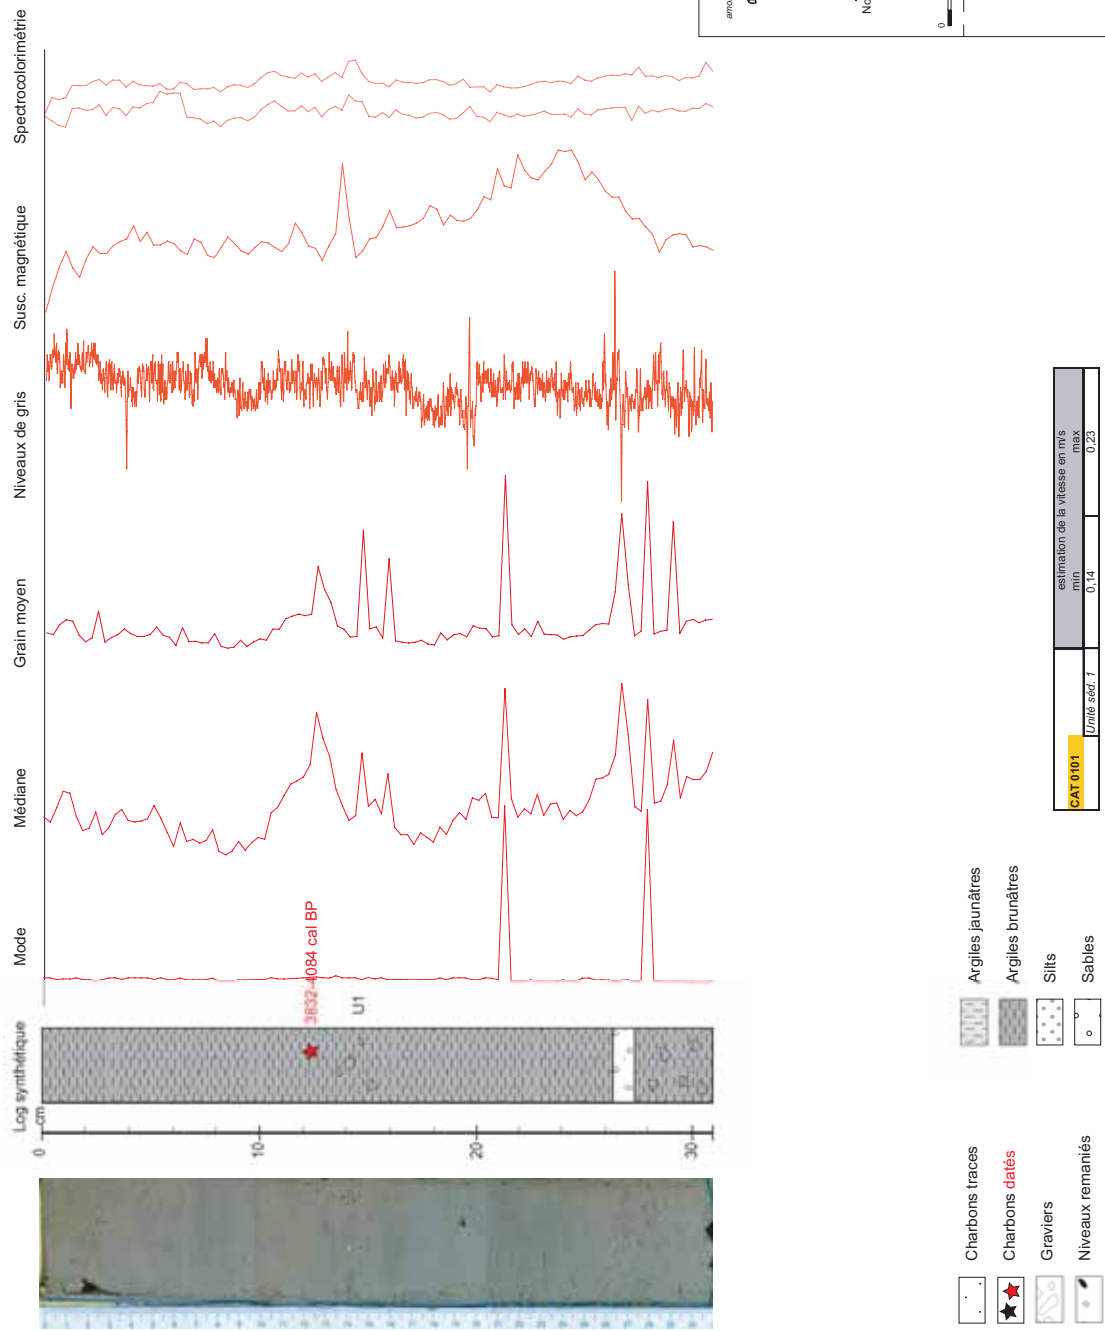 Log synthétique
Mode
Médiane
Grain moyen
Niveaux de gris
Susc. magnétique
Spectrocolorimétrie
cm
0
10
20
30
3832-4084 cal BP
U1
Charbons traces
Charbons datés
Graviers
Niveaux remaniés
Argiles jaunâtres
Argiles brunâtres
Silts
Sables
CAT 0101
estimation de la vitesse en m/s
min max
Unité séd. 1 0,14 0,23
0